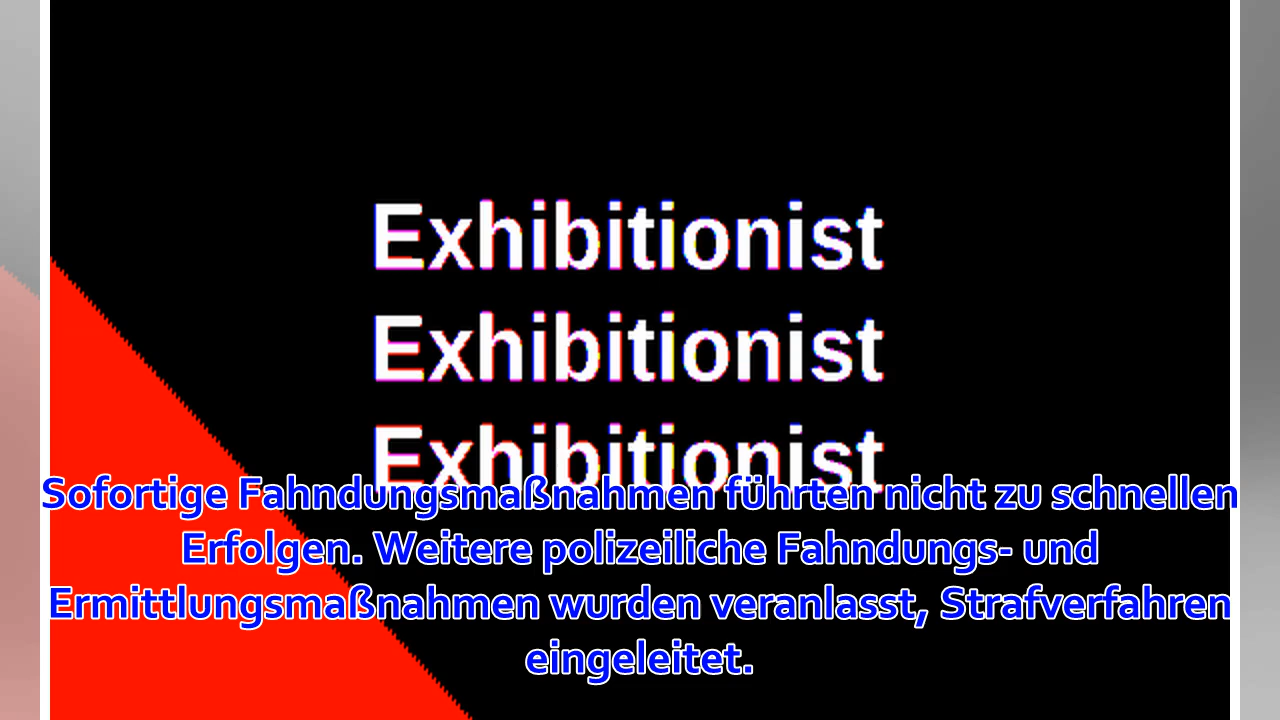 Exhibitionist
Exhibitionist
Exhibitionist
Sofortige Fahndungsmaßnahmen führten nicht zu schnellen
Erfolgen. Weitere polizeiliche Fahndungs- und
Ermittlungsmaßnahmen wurden veranlasst, Strafverfahren
eingeleitet.